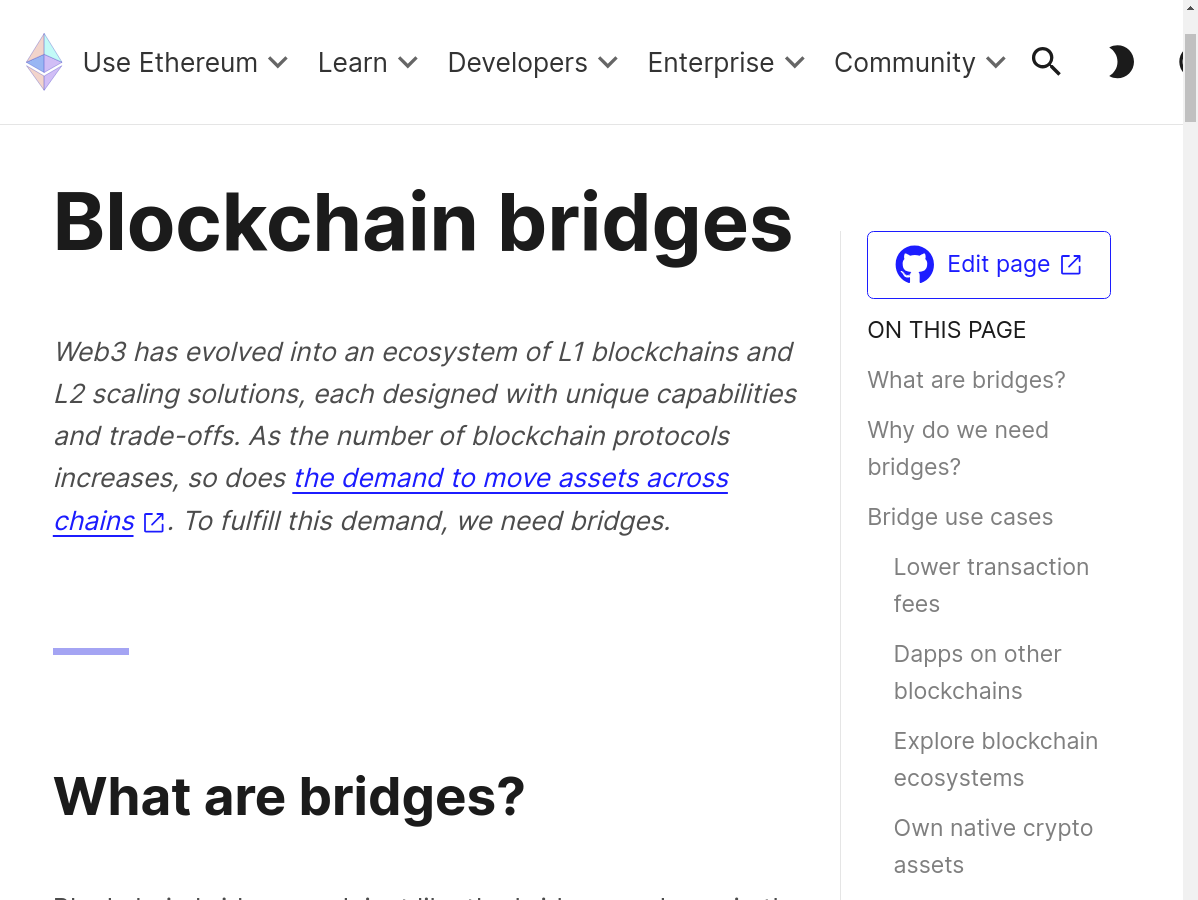 Use Ethereum Learn Developers Enterprise Community
Blockchain bridges
Web3 has evolved into an ecosystem of L1 blockchains and
L2 scaling solutions, each designed with unique capabilities
and trade-offs. As the number of blockchain protocols
increases, so does the demand to move assets across
chains. To fulfill this demand, we need bridges.
What are bridges?
Edit page
ON THIS PAGE
What are bridges?
Why do we need
bridges?
Bridge use cases
Lower transaction
fees
Dapps on other
blockchains
Explore blockchain
ecosystems
Own native crypto
assets